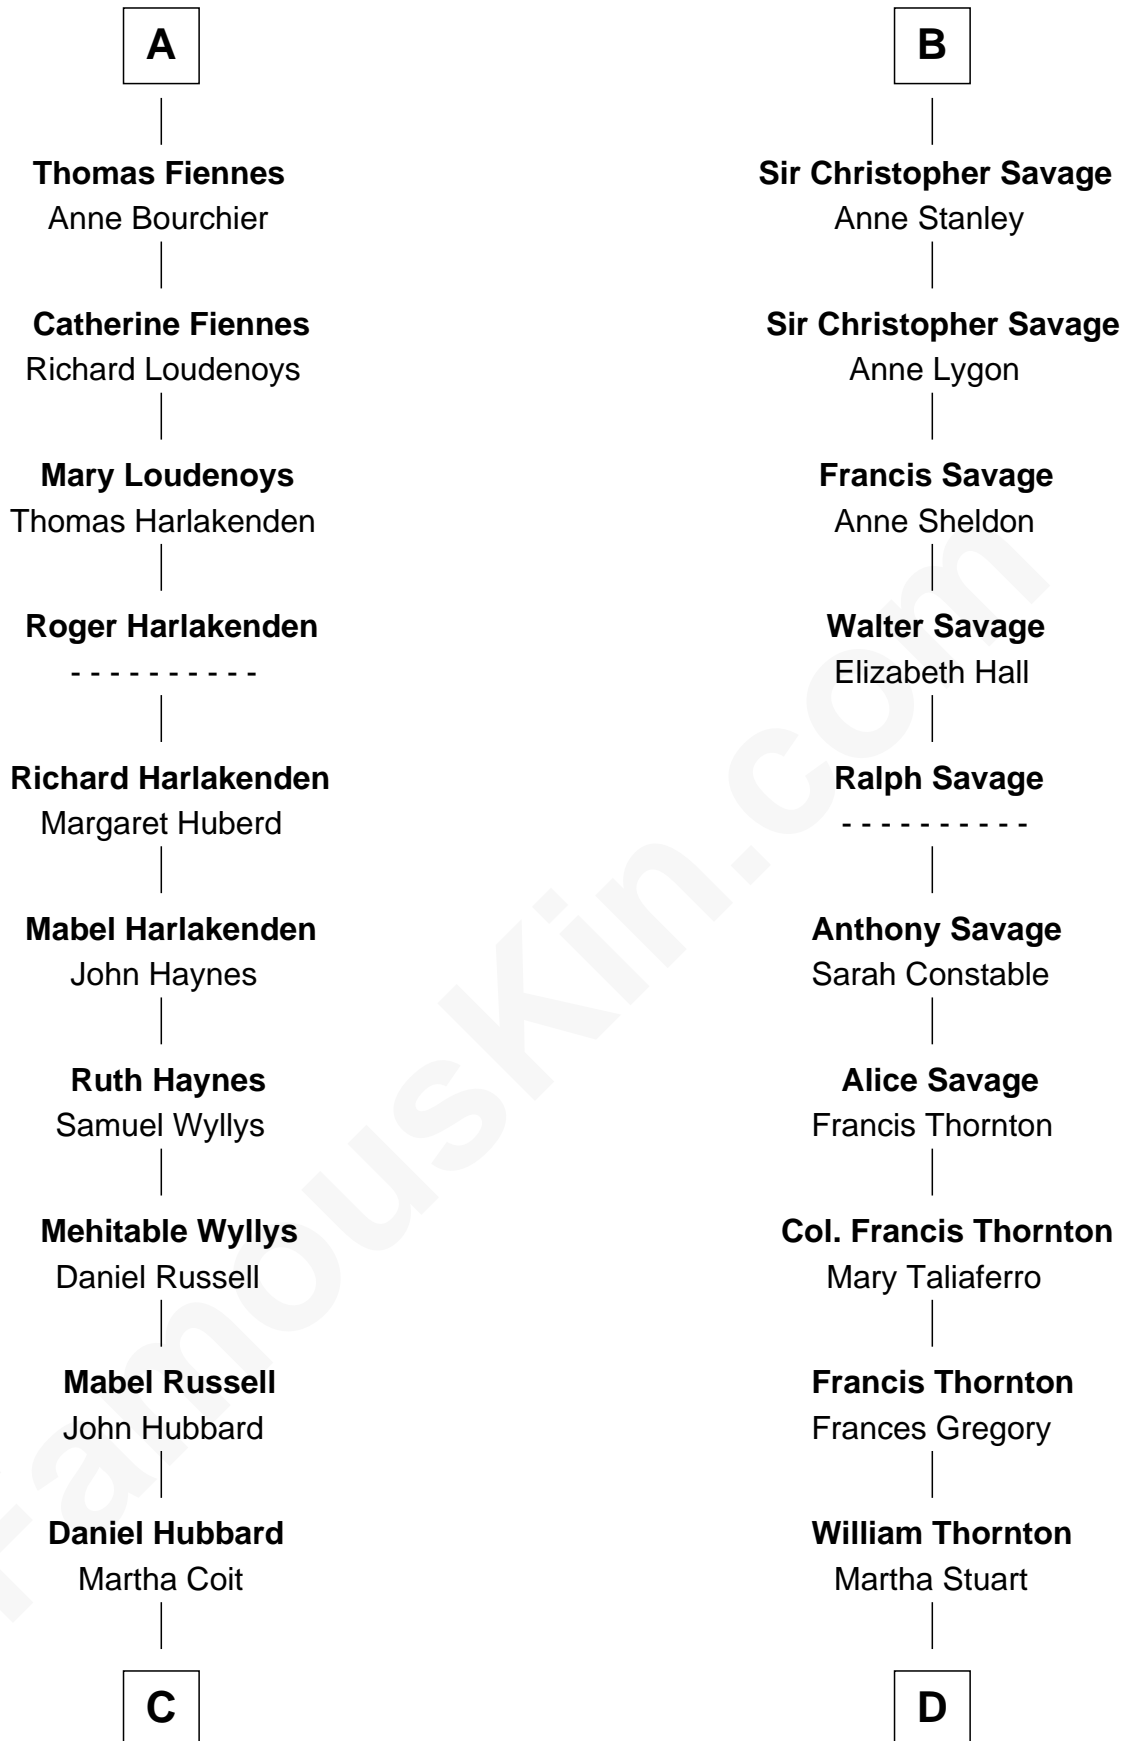 A
Thomas Fiennes
Anne Bourchier
Catherine Fiennes
Richard Loudenoys
Mary Loudenoys
Thomas Harlakenden
Roger Harlakenden
- - - - - - - - - -
Richard Harlakenden
Margaret Huberd
Mabel Harlakenden
John Haynes
Ruth Haynes
Samuel Wyllys
Mehitable Wyllys
Daniel Russell
Mabel Russell
John Hubbard
Daniel Hubbard
Martha Coit
C
B
Sir Christopher Savage
Anne Stanley
Sir Christopher Savage
Anne Lygon
Francis Savage
Anne Sheldon
Walter Savage
Elizabeth Hall
Ralph Savage
- - - - - - - - - -
Anthony Savage
Sarah Constable
Alice Savage
Francis Thornton
Col. Francis Thornton
Mary Taliaferro
Francis Thornton
Frances Gregory
William Thornton
Martha Stuart
D
FamousKin.com